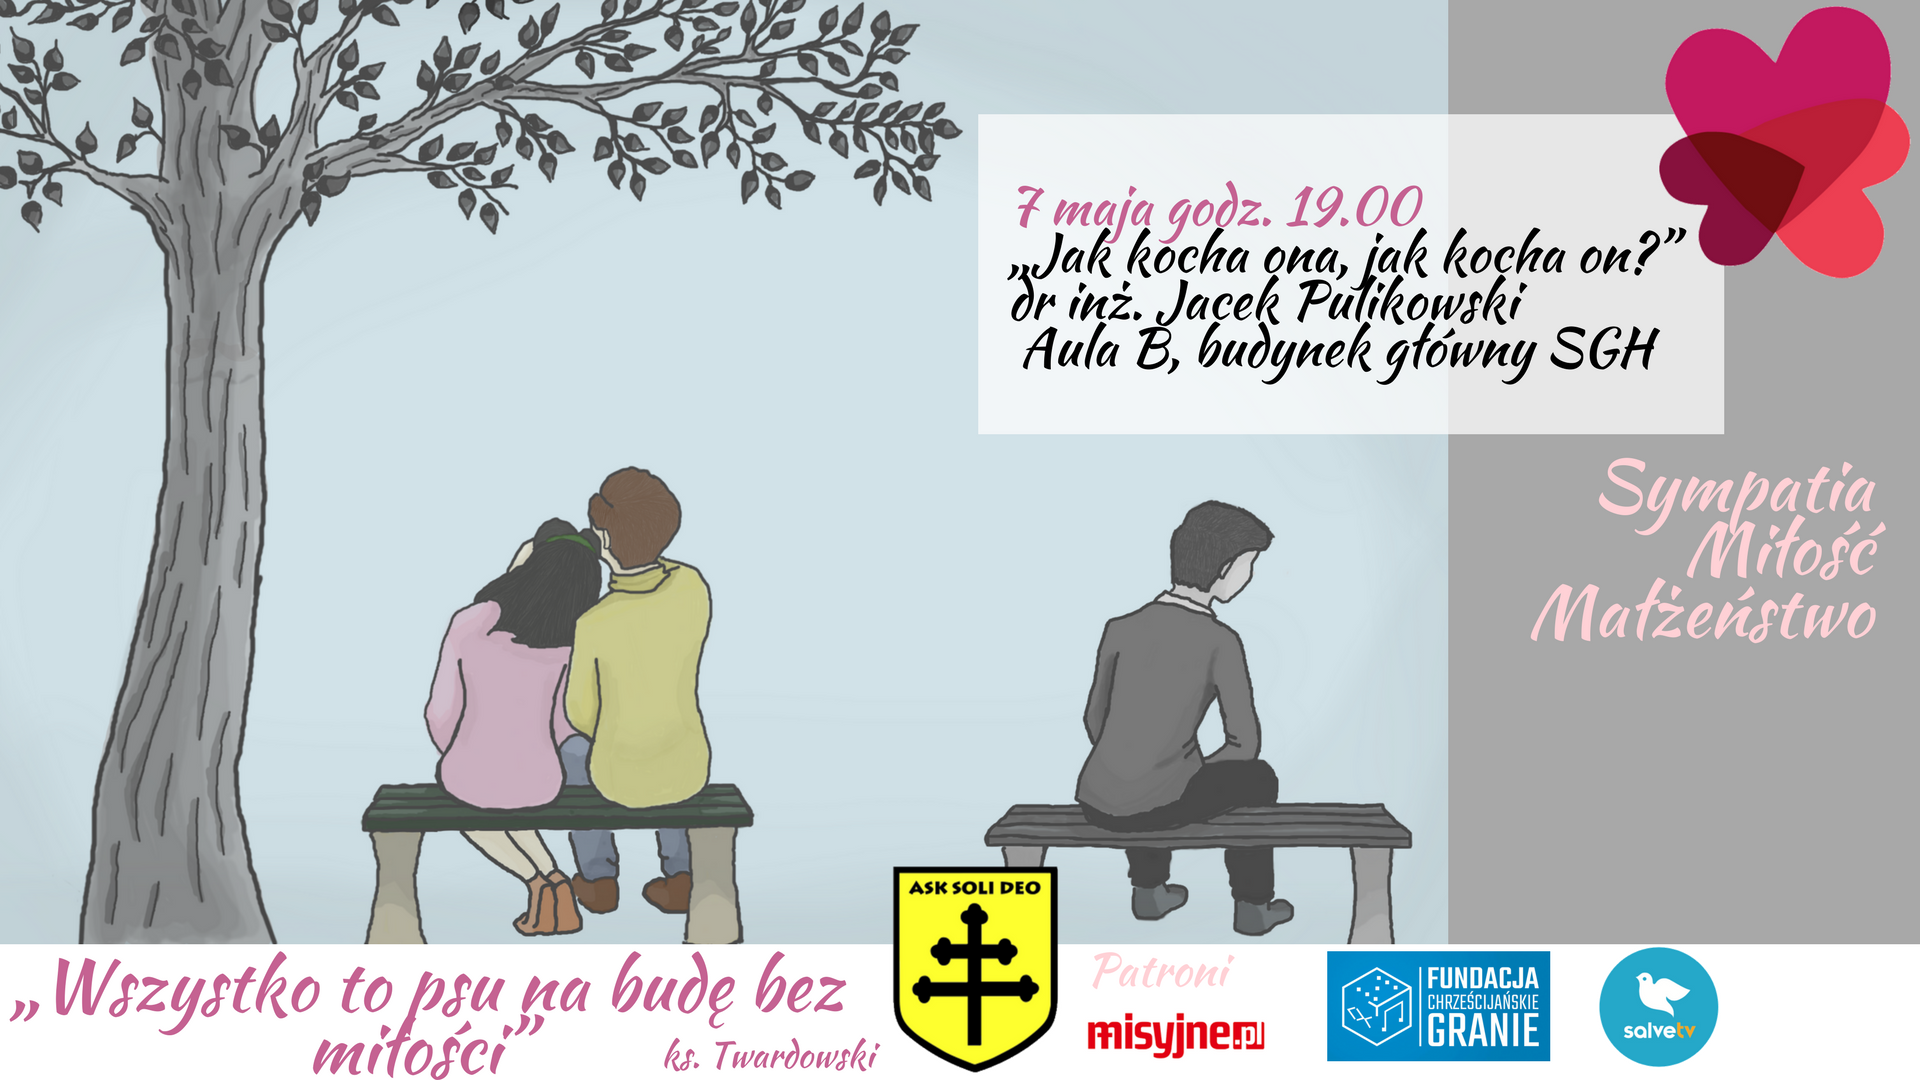 7 maja godz. 19.00
„Jak kocha ona, jak kocha on?”
dr inż. Jacek Pulikowski
Aula B, budynek główny SGH
Sympatia
Miłość
Małżeństwo
„Wszystko to psu na budę bez
miłości”
ks. Twardowski
ASK SOLI DEO
Patroni
misyjne.pl
FUNDACJA
CHRZEŚCIJAŃSKIE
GRANIE
salvetv